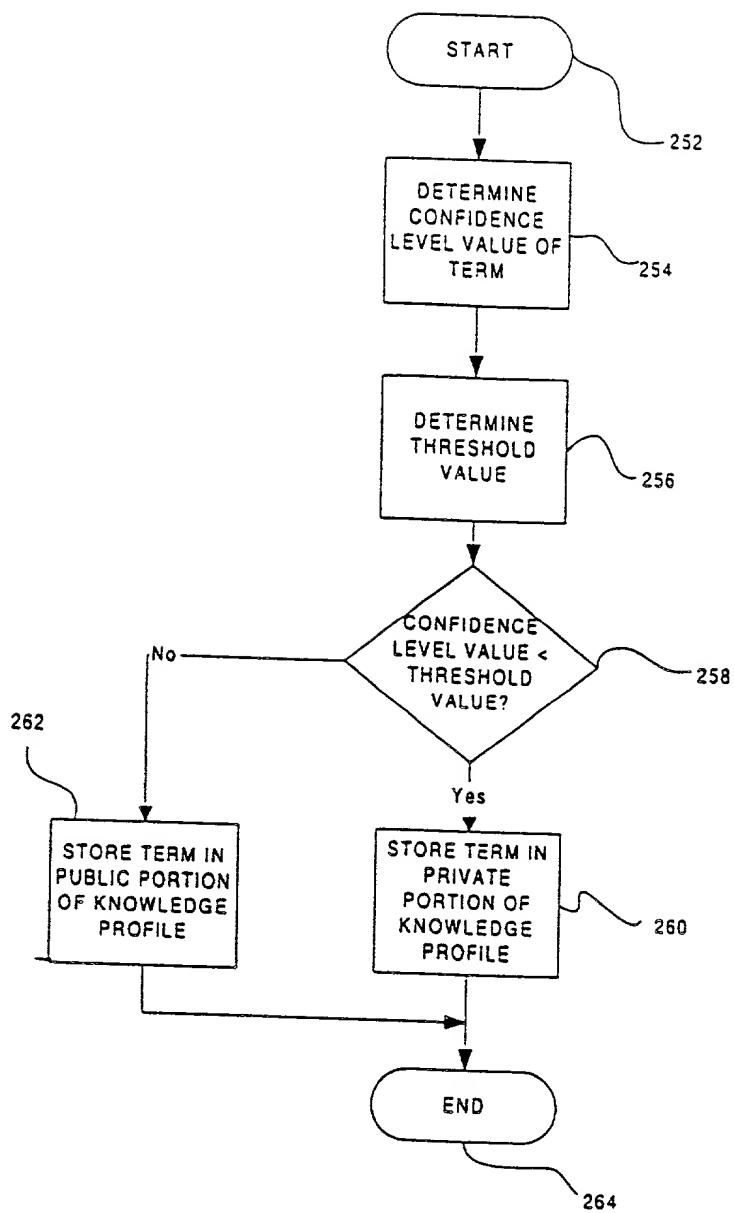 START
252
DETERMINE
CONFIDENCE
LEVEL VALUE OF
TERM
254
DETERMINE
THRESHOLD
VALUE
256
CONFIDENCE
LEVEL VALUE <
THRESHOLD
VALUE?
258
No
Yes
262
STORE TERM IN
PUBLIC PORTION
OF KNOWLEDGE
PROFILE
STORE TERM IN
PRIVATE
PORTION OF
KNOWLEDGE
PROFILE
260
END
264